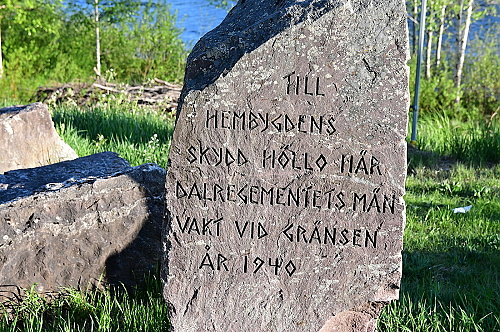 TILL
HEMBYGDENS
SKYDD HÖLLO HÄR
DALREGEMENTETS MÄN
VAKT VID GRÄNSEN
ÅR 1940